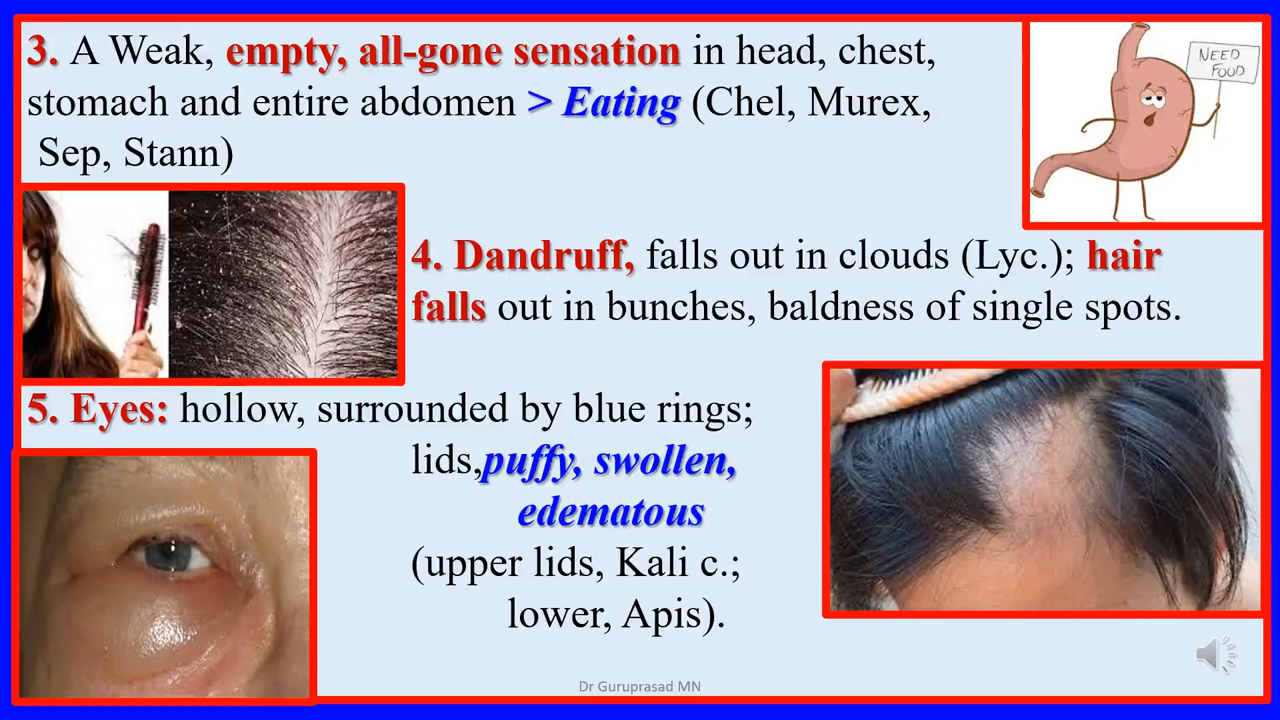 3. A Weak, empty, all-gone sensation in head, chest,
stomach and entire abdomen > Eating (Chel, Murex,
Sep, Stann)
NEED
FOOD
4. Dandruff, falls out in clouds (Lyc.); hair
falls out in bunches, baldness of single spots.
5. Eyes: hollow, surrounded by blue rings;
lids,puffy, swollen,
edematous
(upper lids, Kali c.;
lower, Apis).
Dr Guruprasad MN